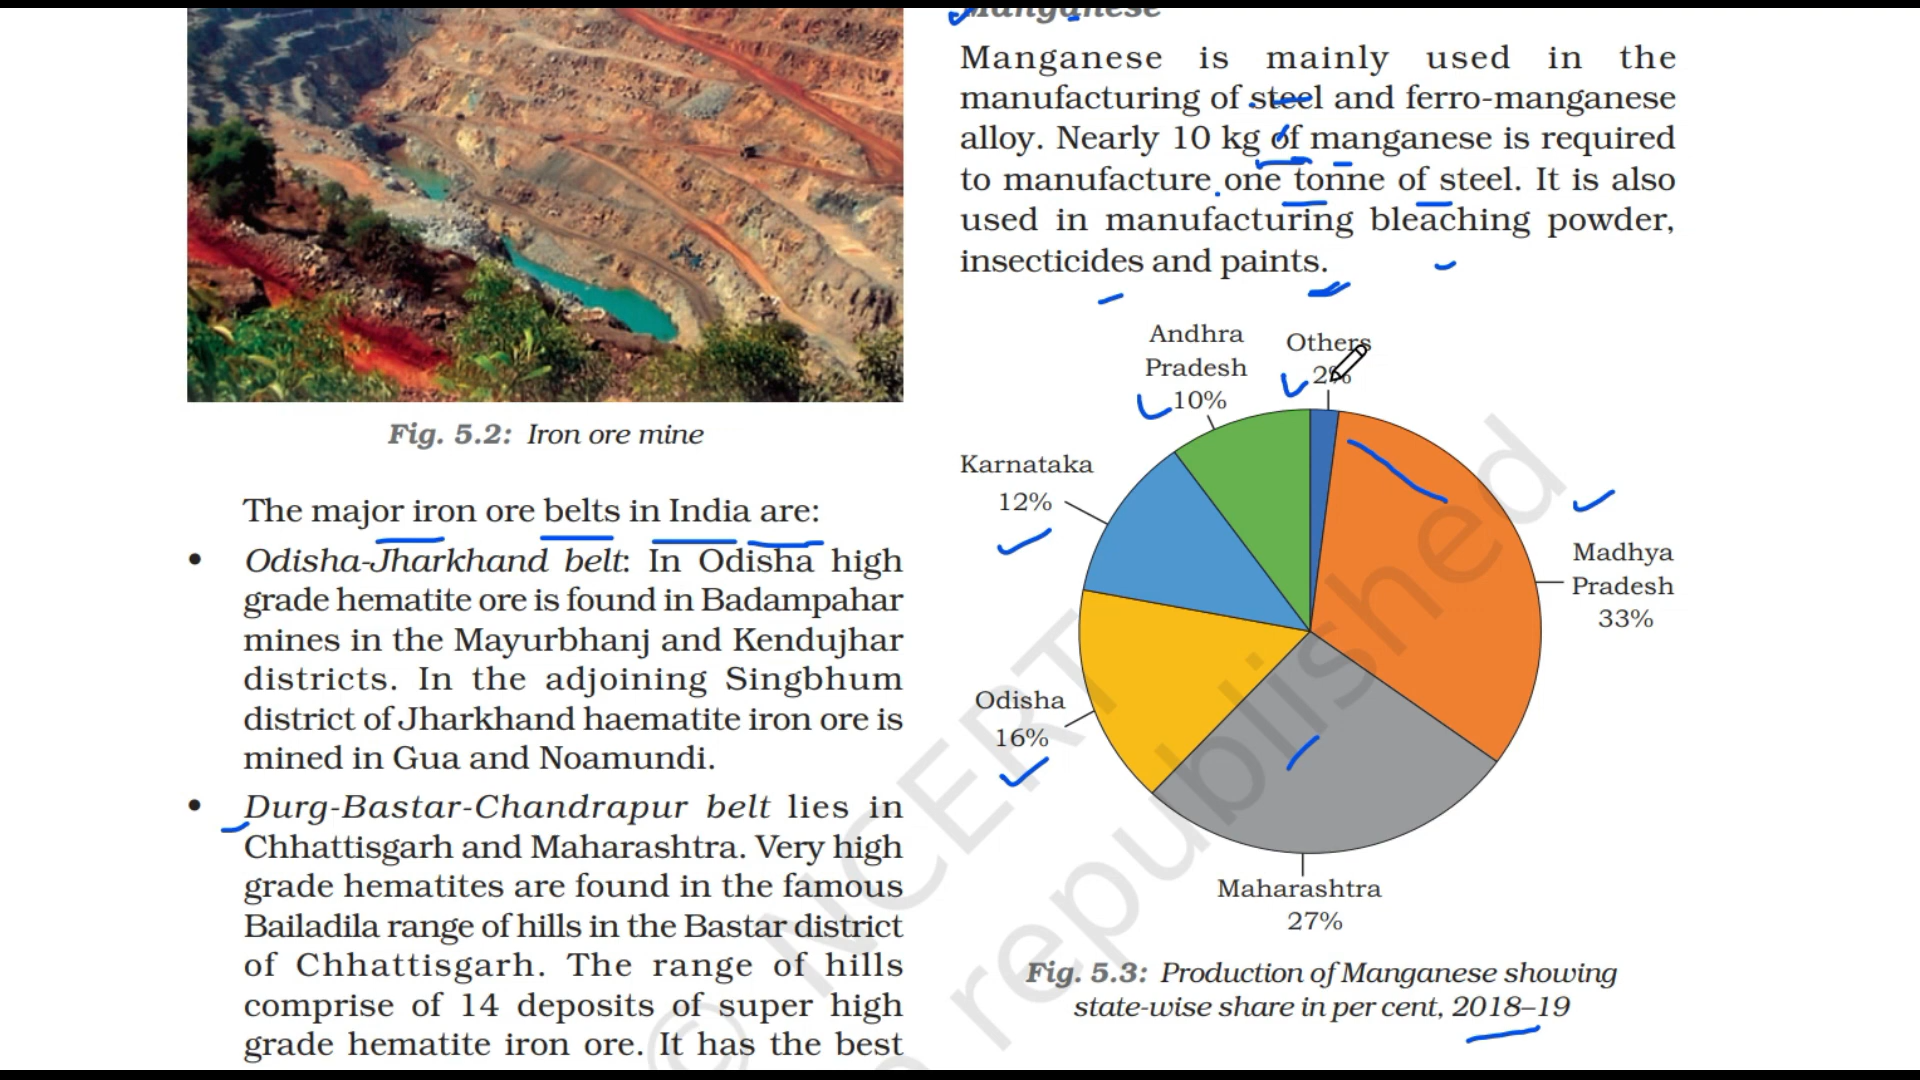 Fig. 5.2: Iron ore mine
The major iron ore belts in India are:
• Odisha-Jharkhand belt: In Odisha high
grade hematite ore is found in Badampahar
mines in the Mayurbhanj and Kendujhar
districts. In the adjoining Singbhum
district of Jharkhand haematite iron ore is
mined in Gua and Noamundi.
• Durg-Bastar-Chandrapur belt lies in
Chhattisgarh and Maharashtra. Very high
grade hematites are found in the famous
Bailadila range of hills in the Bastar district
of Chhattisgarh. The range of hills
comprise of 14 deposits of super high
grade hematite iron ore. It has the best
Manganese
Manganese is mainly used in the
manufacturing of steel and ferro-manganese
alloy. Nearly 10 kg of manganese is required
to manufacture one tonne of steel. It is also
used in manufacturing bleaching powder,
insecticides and paints.
Andhra
Pradesh
10%
Others
2%
Karnataka
12%
Madhya
Pradesh
33%
Odisha
16%
Maharashtra
27%
Fig. 5.3: Production of Manganese showing
state-wise share in per cent, 2018–19
© NCERT
republished